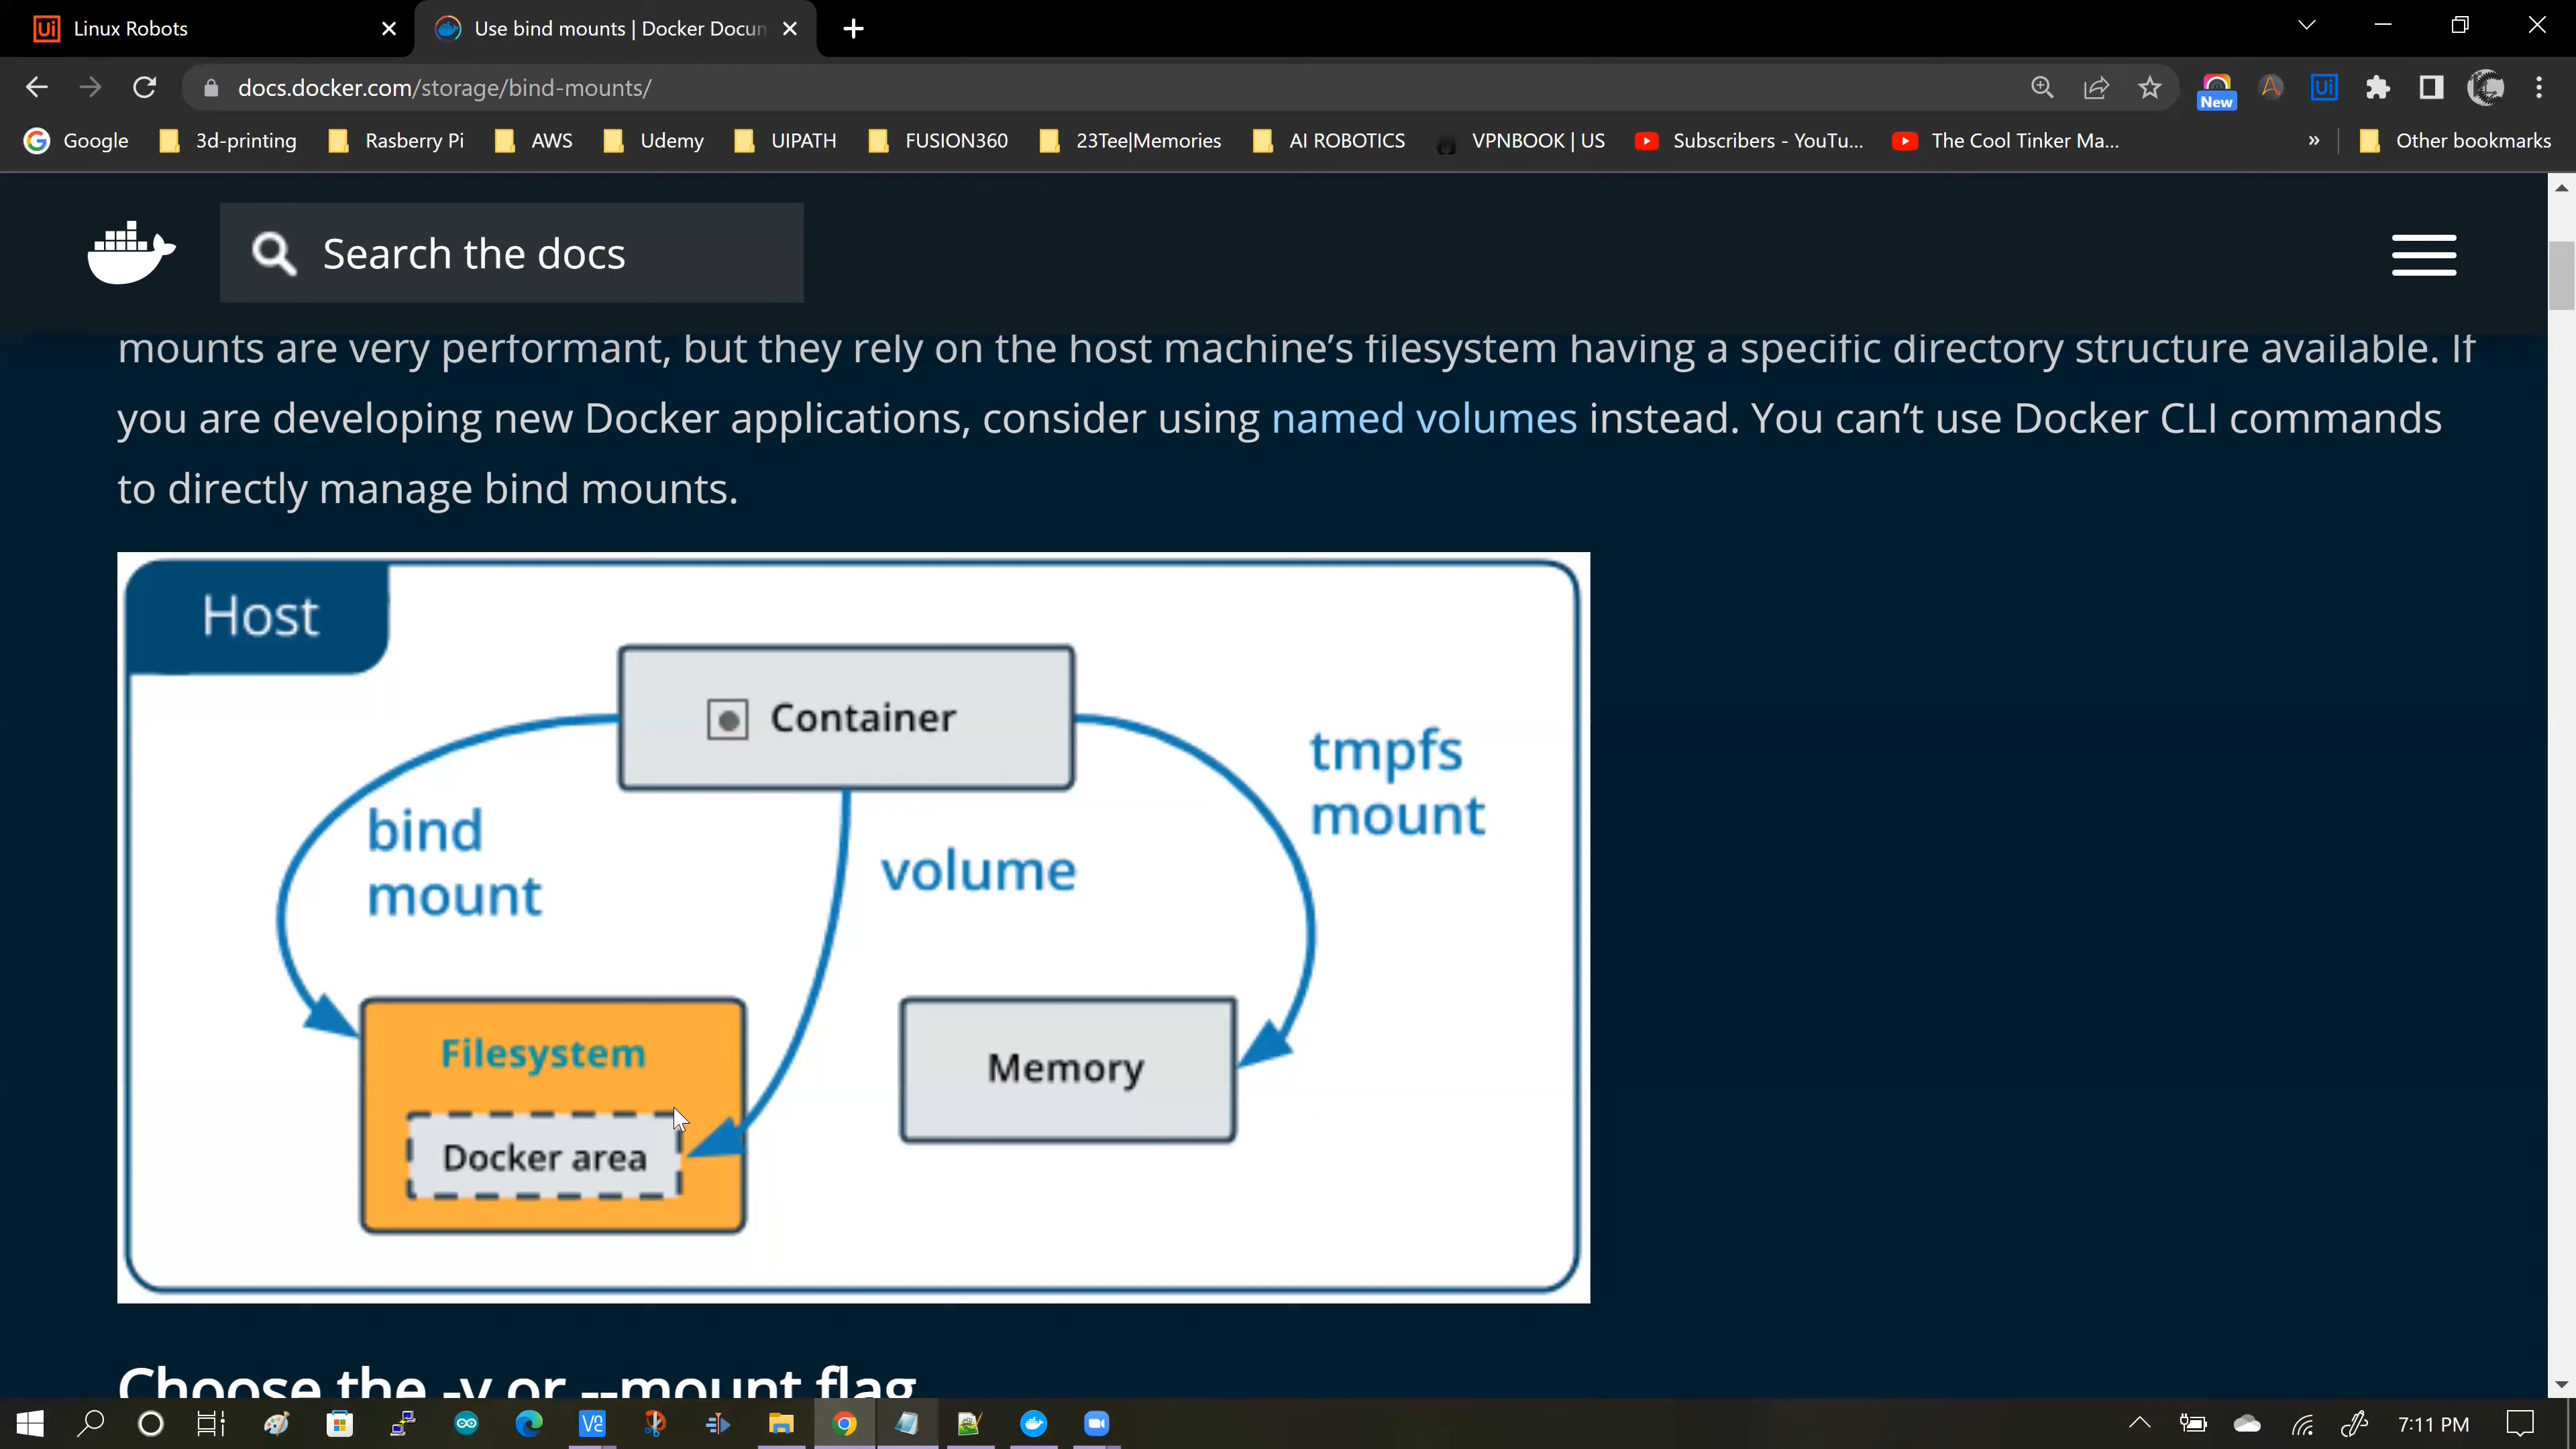 Linux Robots
Use bind mounts | Docker Docum
docs.docker.com/storage/bind-mounts/
New
Google 3d-printing Rasberry Pi AWS Udemy UIPATH FUSION360 23Tee|Memories AI ROBOTICS VPNBOOK | US Subscribers - YouTu... The Cool Tinker Ma... » Other bookmarks
Search the docs
mounts are very performant, but they rely on the host machine’s filesystem having a specific directory structure available. If
you are developing new Docker applications, consider using named volumes instead. You can’t use Docker CLI commands
to directly manage bind mounts.
Host
Container
tmpfs
mount
bind
mount
volume
Filesystem
Memory
Docker area
Choose the -v or --mount flag
7:11 PM